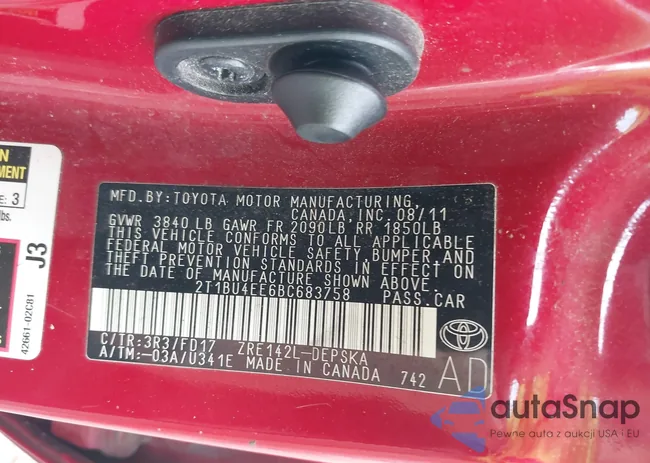 N
MENT
E: 3
lbs.
J3
42661-02C81
MFD.BY:TOYOTA MOTOR MANUFACTURING
CANADA,INC. 08/11
GVWR 3840 LB GAWR FR 2090LB RR 1850LB
THIS VEHICLE CONFORMS TO ALL APPLICABLE
FEDERAL MOTOR VEHICLE SAFETY, BUMPER, AND
THEFT PREVENTION STANDARDS IN EFFECT ON
THE DATE OF MANUFACTURE SHOWN ABOVE.
2T1BU4EE6BC683758 PASS.CAR
C/TR:3R3/FD17 ZRE142L-DEPSKA
A/TM:-03A/U341E MADE IN CANADA 742
AD
autaSnap
Pewne auta z aukcji USA i EU